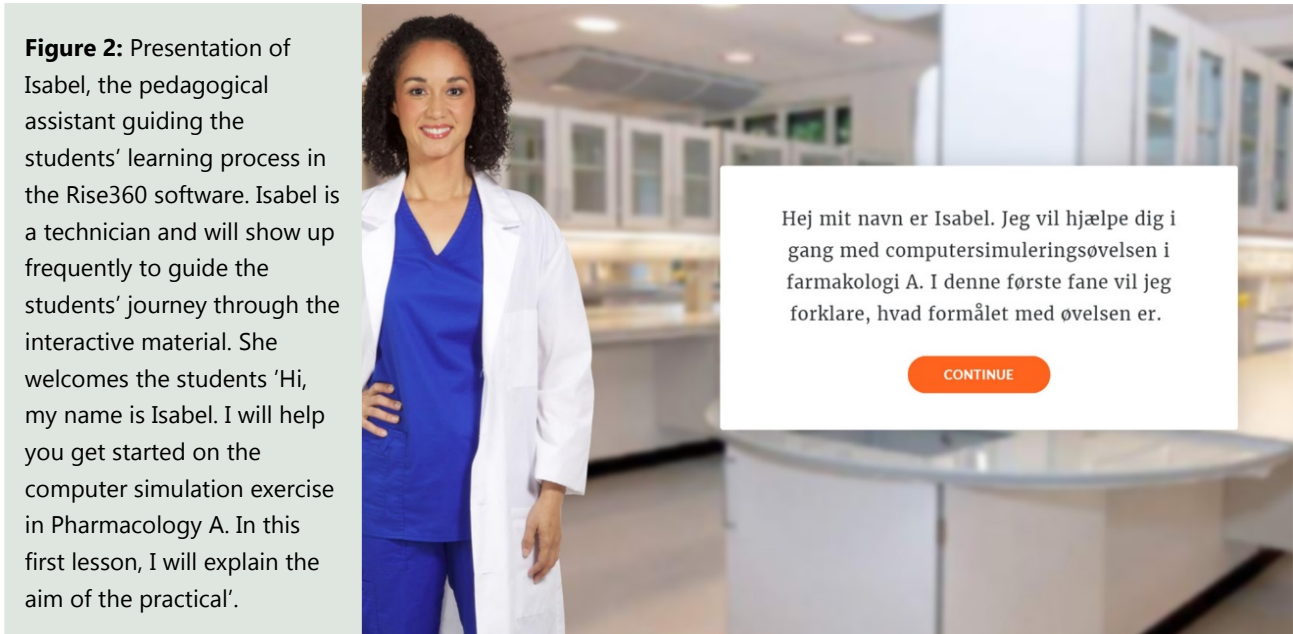 Figure 2: Presentation of
Isabel, the pedagogical
assistant guiding the
students’ learning process in
the Rise360 software. Isabel is
a technician and will show up
frequently to guide the
students’ journey through the
interactive material. She
welcomes the students ‘Hi,
my name is Isabel. I will help
you get started on the
computer simulation exercise
in Pharmacology A. In this
first lesson, I will explain the
aim of the practical’.
Hej mit navn er Isabel. Jeg vil hjælpe dig i
gang med computersimuleringsøvelsen i
farmakologi A. I denne første fane vil jeg
forklare, hvad formålet med øvelsen er.
CONTINUE